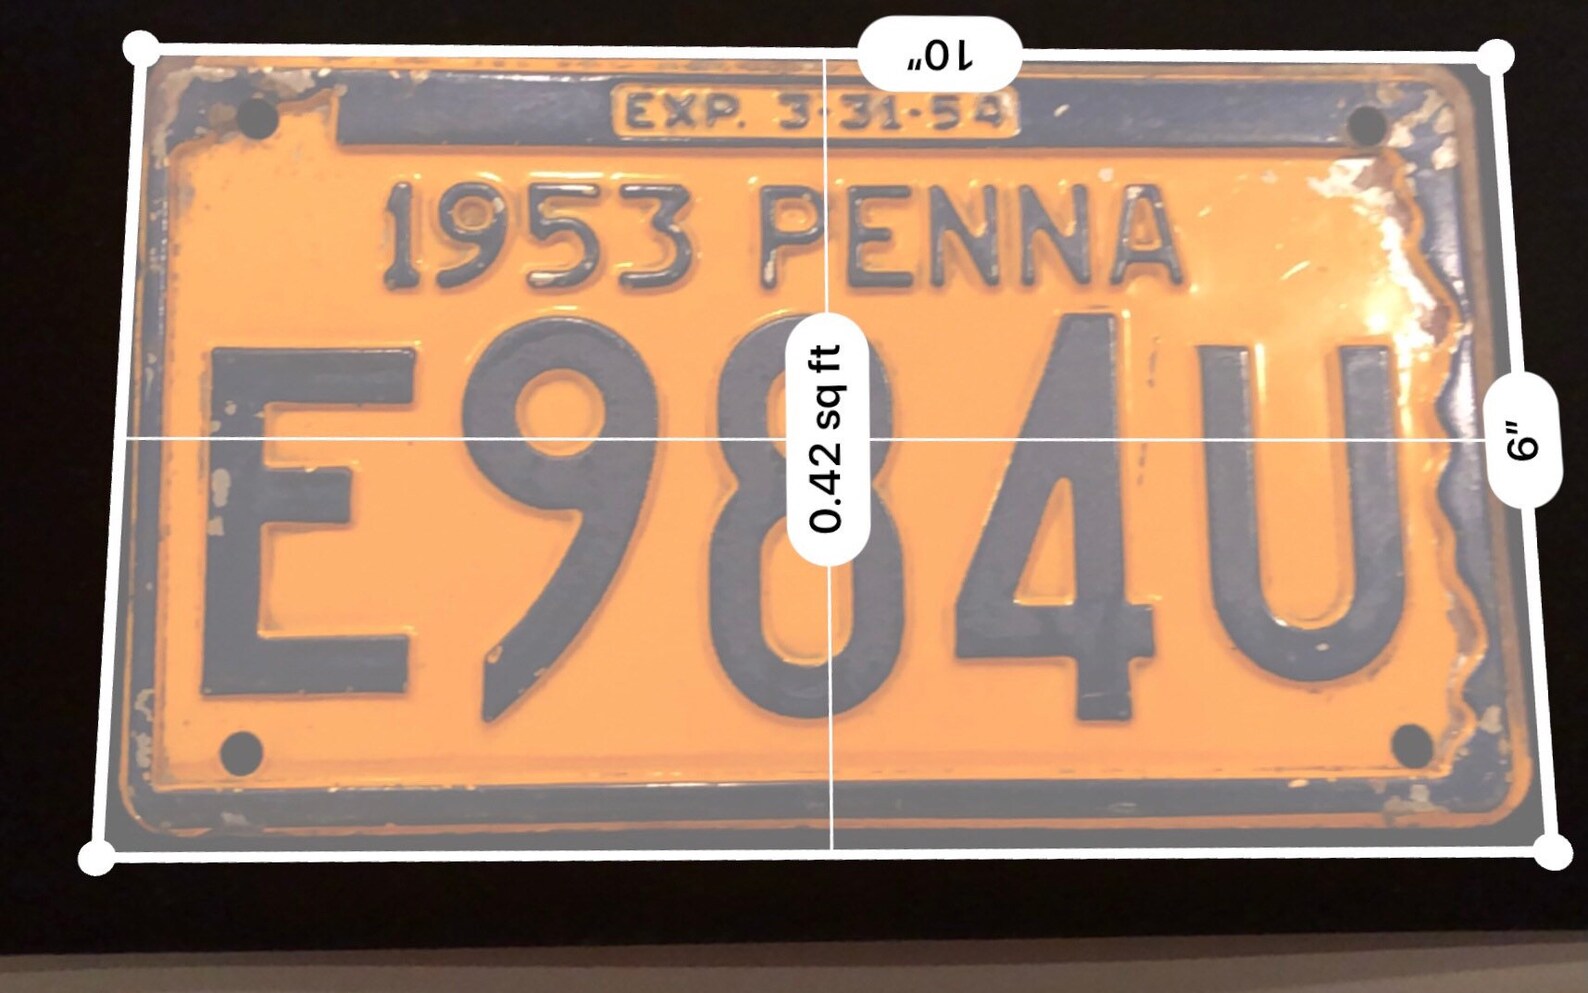 10"
EXP. 3·31·54
1953 PENNA
E984U
0.42 sq ft
6"